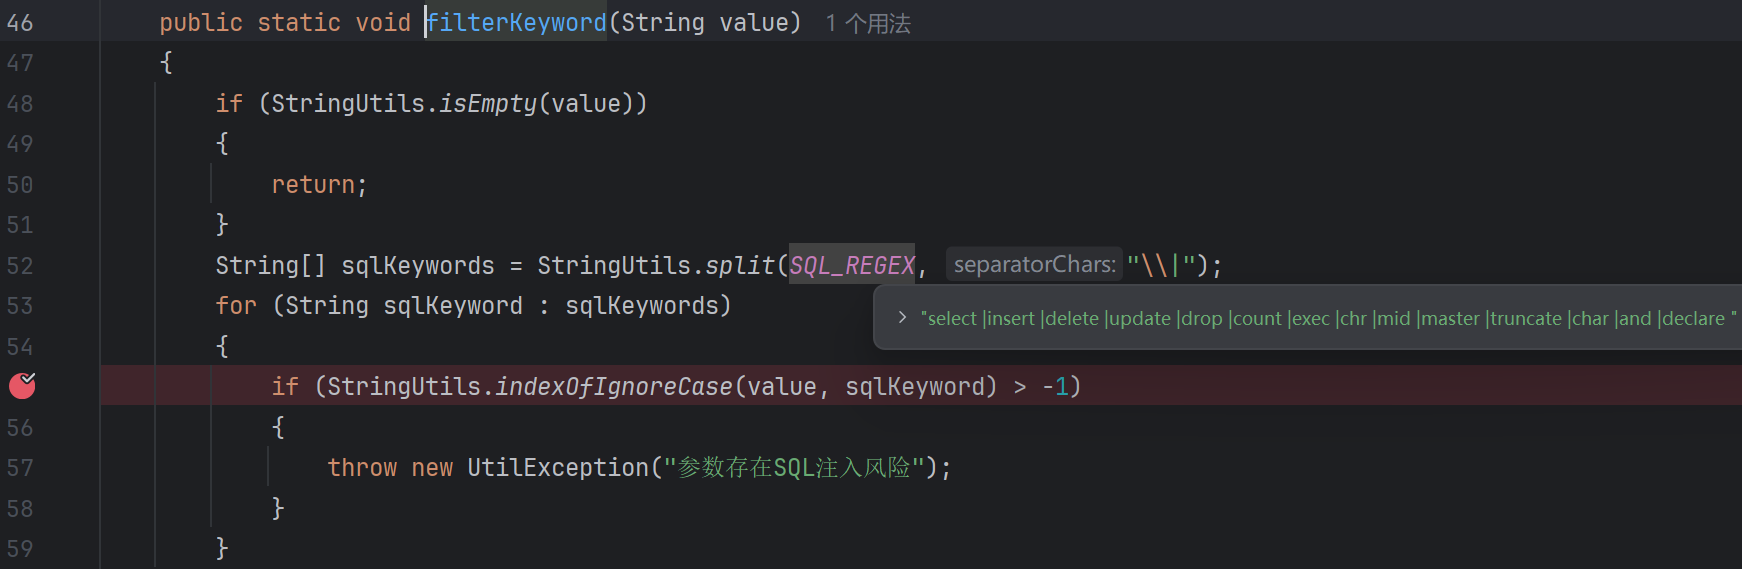 46 public static void filterKeyword(String value) 1 个用法
47 {
48 if (StringUtils.isEmpty(value))
49 {
50 return;
51 }
52 String[] sqlKeywords = StringUtils.split(SQL_REGEX, separatorChars: "\\|");
53 for (String sqlKeyword : sqlKeywords)
"select |insert |delete |update |drop |count |exec |chr |mid |master |truncate |char |and |declare "
54 {
if (StringUtils.indexOfIgnoreCase(value, sqlKeyword) > -1)
56 {
57 throw new UtilException("参数存在SQL注入风险");
58 }
59 }